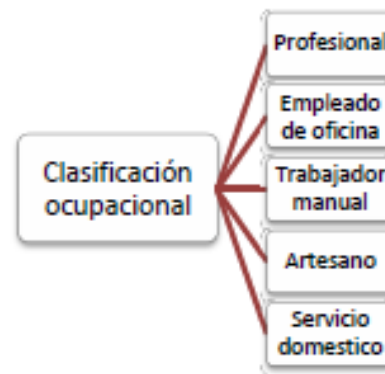 Profesional
Empleado
de oficina
Clasificación
ocupacional
Trabajador
manual
Artesano
Servicio
domestico